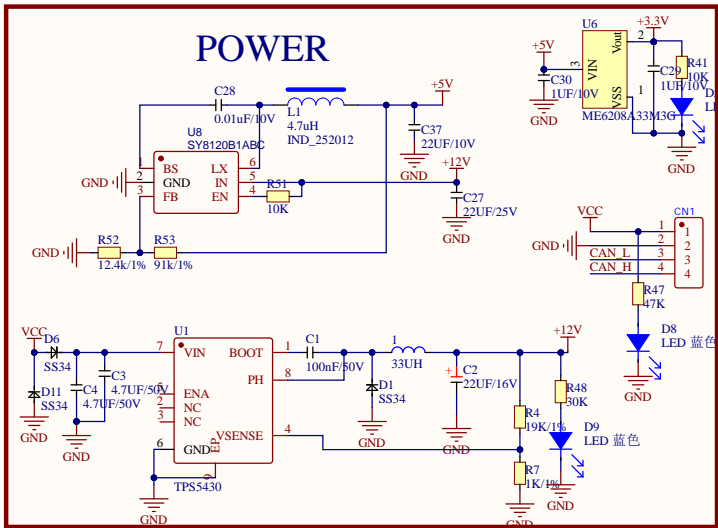 POWER
U6
+3.3V
+5V
2
Vout
VIN
3
VSS
1
C30
1UF/10V
C29
1UF/10V
R41
10K
ME6208A33M3G
GND
GND
C28
0.01uF/10V
L1
4.7uH
IND_252012
+5V
C37
22UF/10V
GND
U8
SY8120B1ABC
1
BS
LX
6
GND
2
GND
IN
5
3
FB
EN
4
R51
10K
+12V
C27
22UF/25V
GND
GND
R52
12.4k/1%
R53
91k/1%
VCC
CN1
1
1
GND
2
2
CAN_L
3
3
CAN_H
4
4
R47
47K
D8
LED 蓝色
GND
VCC
D6
SS34
D11
SS34
GND
C4
4.7UF/50V
C3
4.7UF/50V
GND
U1
7
VIN
BOOT
1
PH
8
5
ENA
2
NC
3
NC
VSENSE
4
6
GND
EP
9
TPS5430
GND
C1
100nF/50V
1
33UH
D1
SS34
GND
C2
+
22UF/16V
GND
+12V
R4
19K/1%
R7
1K/1%
GND
R48
30K
D9
LED 蓝色
GND